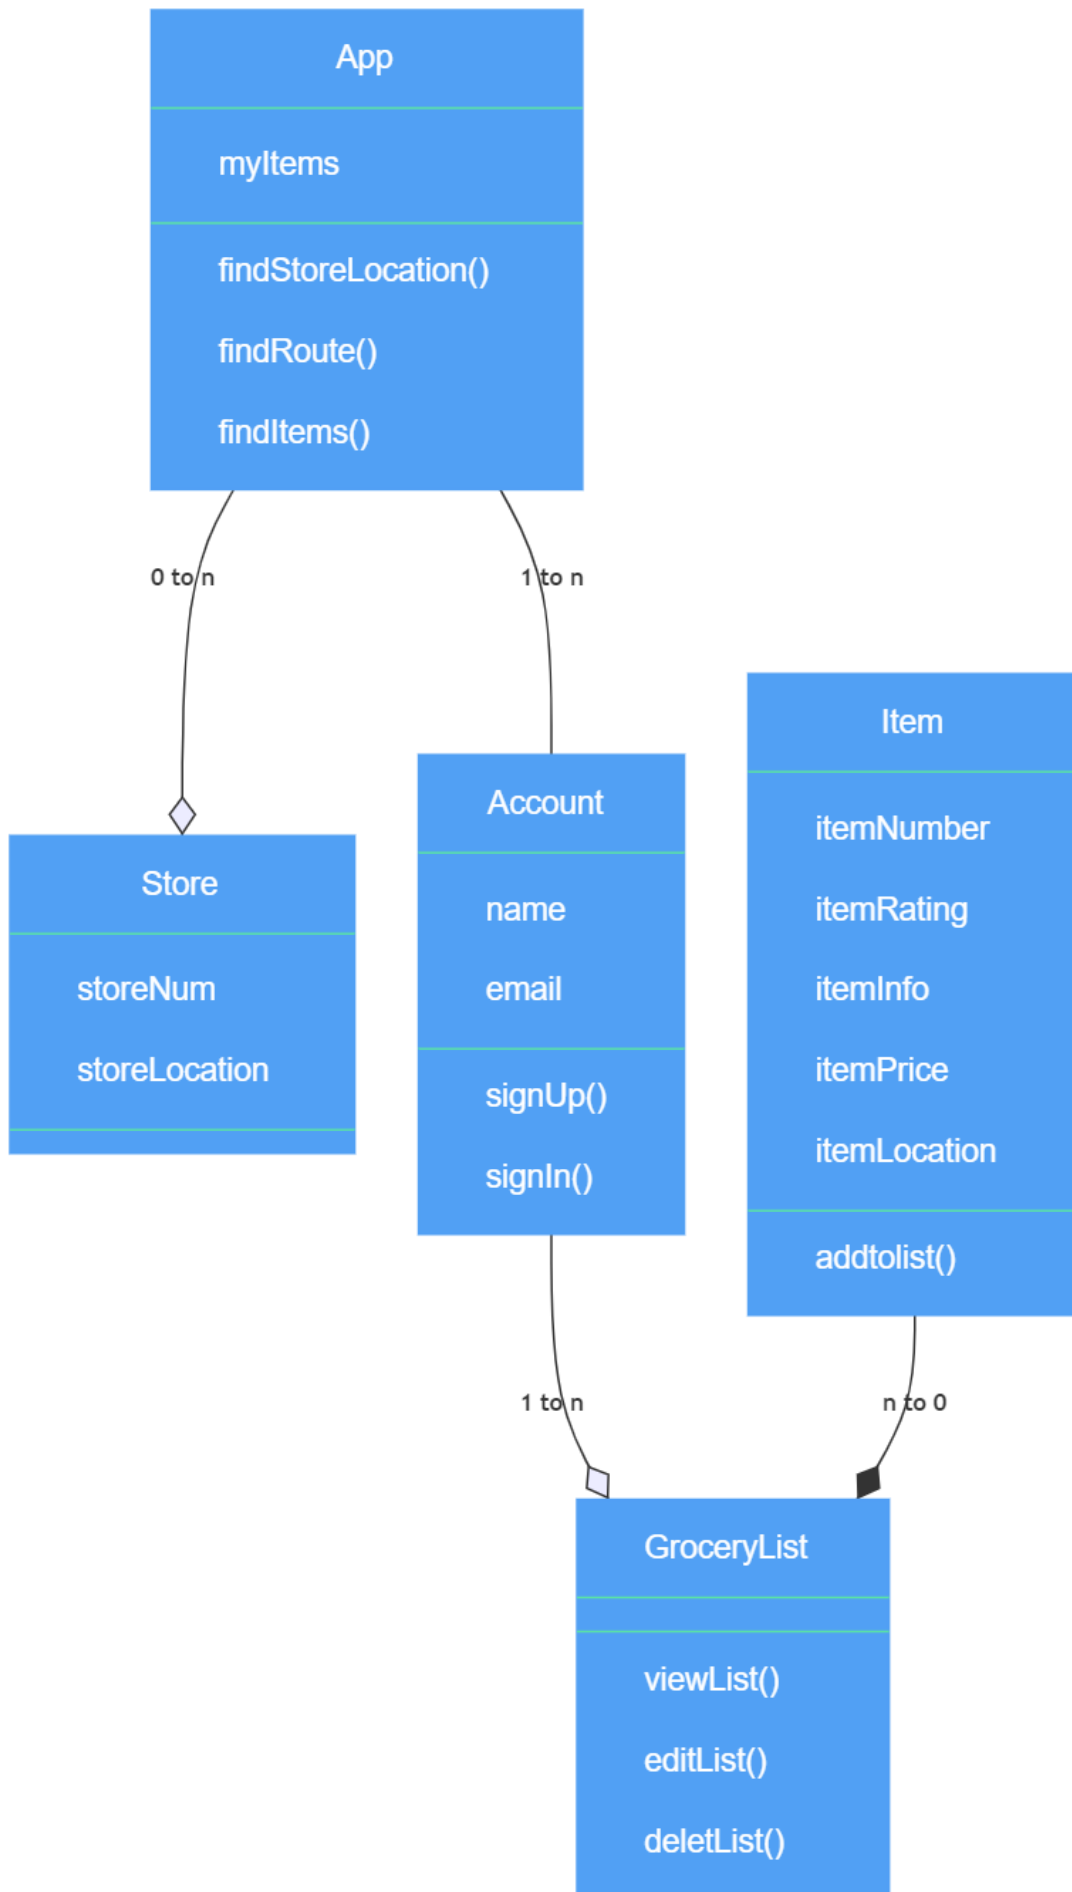 App
myItems
findStoreLocation()
findRoute()
findItems()
0 to n
1 to n
Store
storeNum
storeLocation
Account
name
email
signUp()
signIn()
Item
itemNumber
itemRating
itemInfo
itemPrice
itemLocation
addtolist()
1 to n
n to 0
GroceryList
viewList()
editList()
deletList()